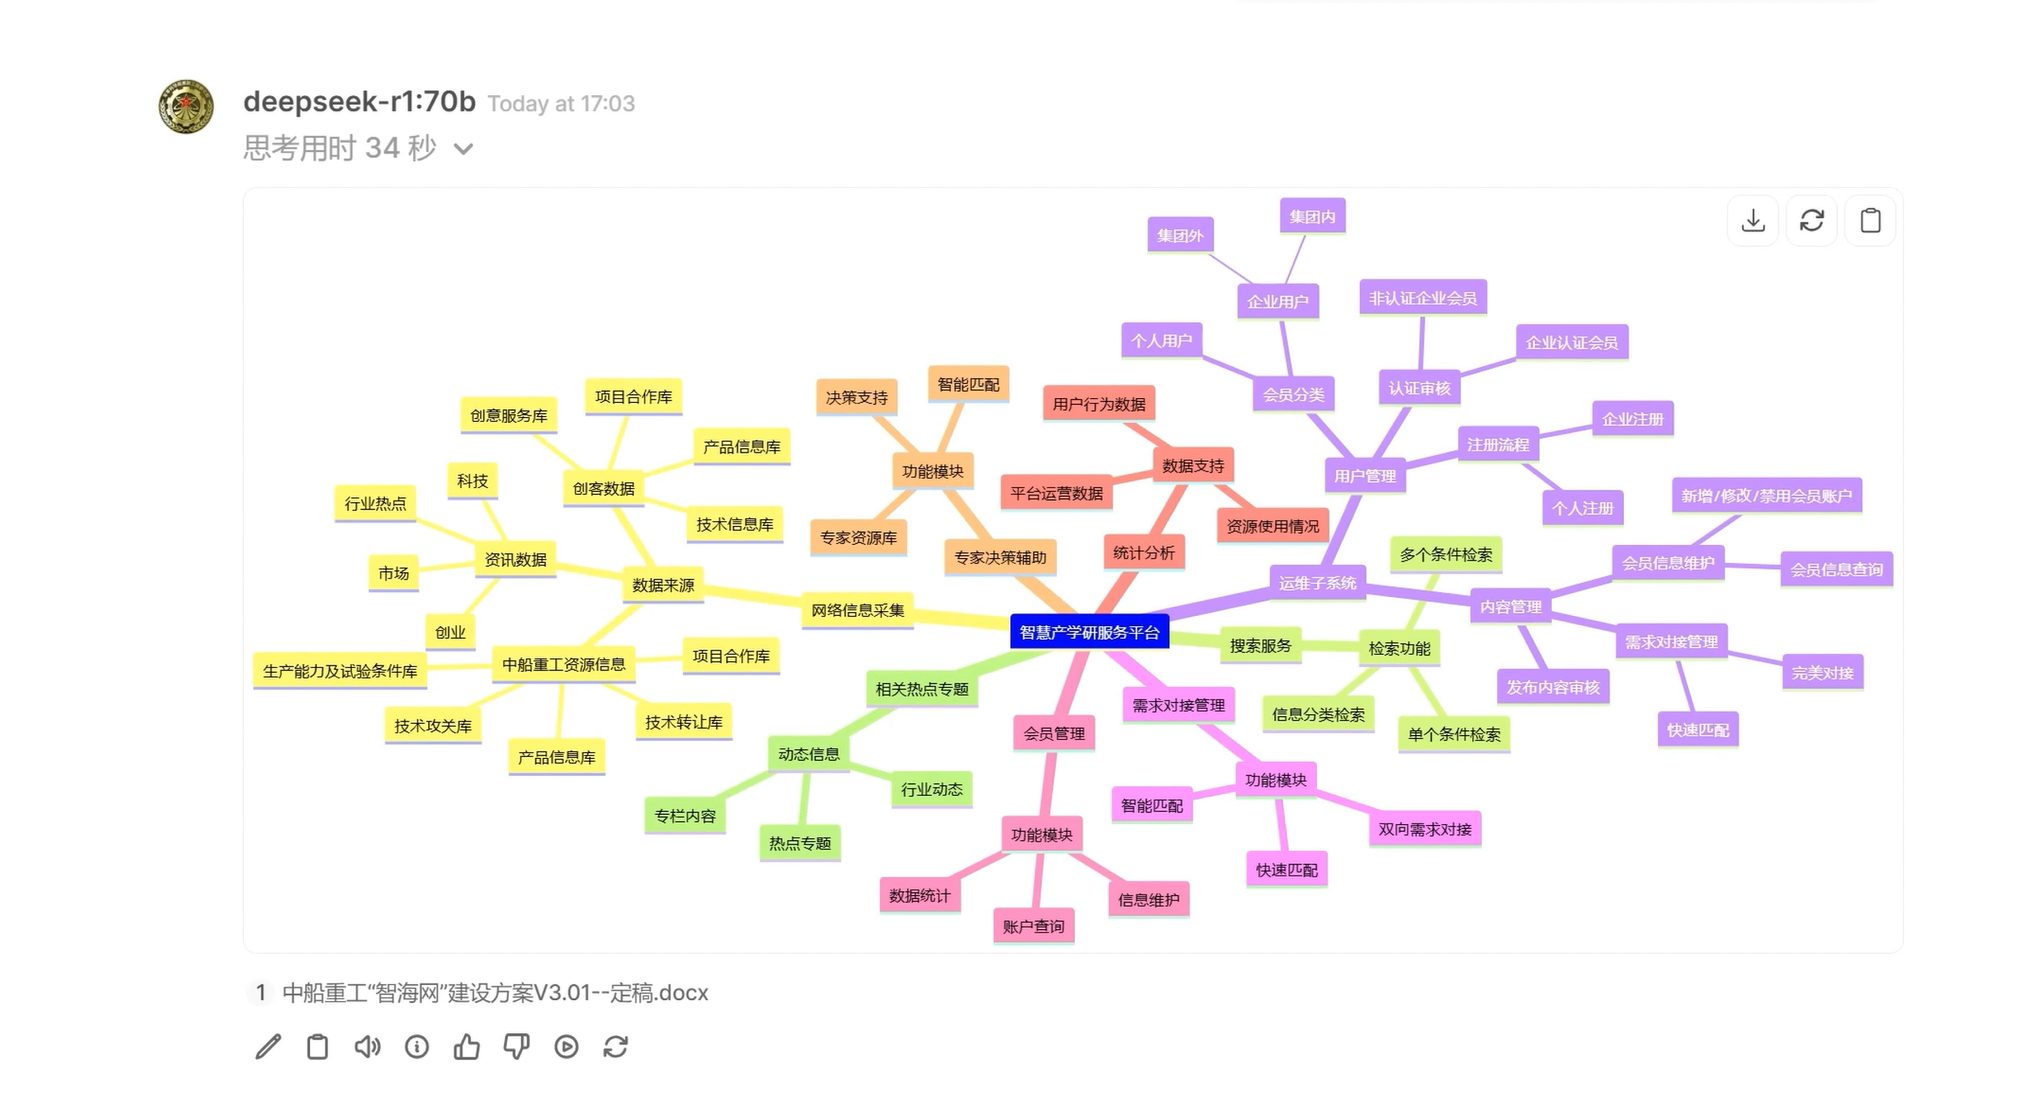 deepseek-r1:70b Today at 17:03
思考用时 34 秒
集团外
集团内
企业用户
非认证企业会员
个人用户
企业认证会员
会员分类
认证审核
企业注册
注册流程
用户管理
个人注册
新增/修改/禁用会员账户
会员信息维护
会员信息查询
运维子系统
内容管理
需求对接管理
完美对接
发布内容审核
快速匹配
项目合作库
创意服务库
产品信息库
科技
创客数据
行业热点
技术信息库
资讯数据
市场
数据来源
创业
网络信息采集
中船重工资源信息
项目合作库
生产能力及试验条件库
技术攻关库
技术转让库
产品信息库
决策支持
智能匹配
功能模块
专家资源库
专家决策辅助
用户行为数据
数据支持
平台运营数据
资源使用情况
统计分析
智慧产学研服务平台
多个条件检索
搜索服务
检索功能
信息分类检索
单个条件检索
相关热点专题
动态信息
行业动态
专栏内容
热点专题
会员管理
功能模块
数据统计
信息维护
账户查询
需求对接管理
功能模块
智能匹配
双向需求对接
快速匹配
1 中船重工“智海网”建设方案V3.01--定稿.docx